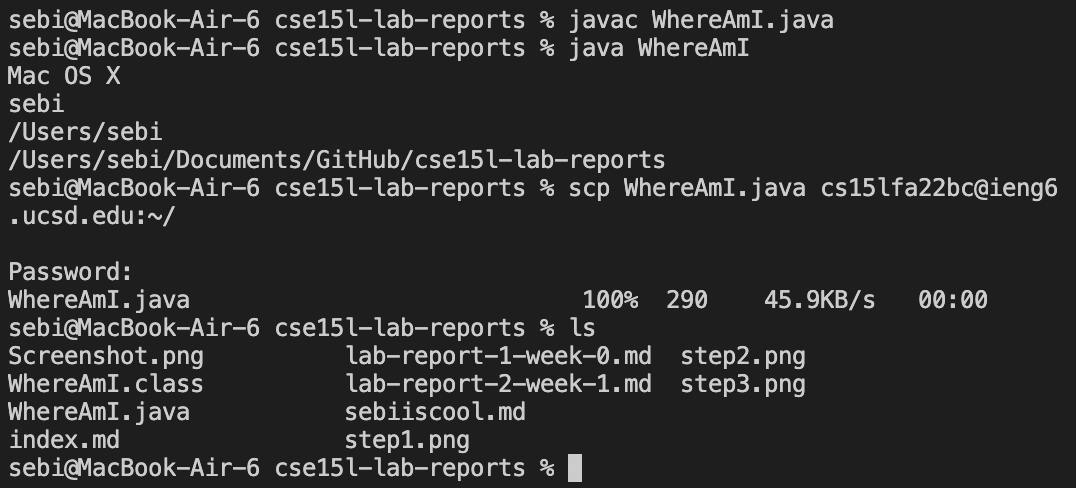 sebi@MacBook-Air-6 cse15l-lab-reports % javac WhereAmI.java
sebi@MacBook-Air-6 cse15l-lab-reports % java WhereAmI
Mac OS X
sebi
/Users/sebi
/Users/sebi/Documents/GitHub/cse15l-lab-reports
sebi@MacBook-Air-6 cse15l-lab-reports % scp WhereAmI.java cs15lfa22bc@ieng6
.ucsd.edu:~/
Password:
WhereAmI.java 100% 290 45.9KB/s 00:00
sebi@MacBook-Air-6 cse15l-lab-reports % ls
Screenshot.png lab-report-1-week-0.md step2.png
WhereAmI.class lab-report-2-week-1.md step3.png
WhereAmI.java sebiiscool.md
index.md step1.png
sebi@MacBook-Air-6 cse15l-lab-reports %